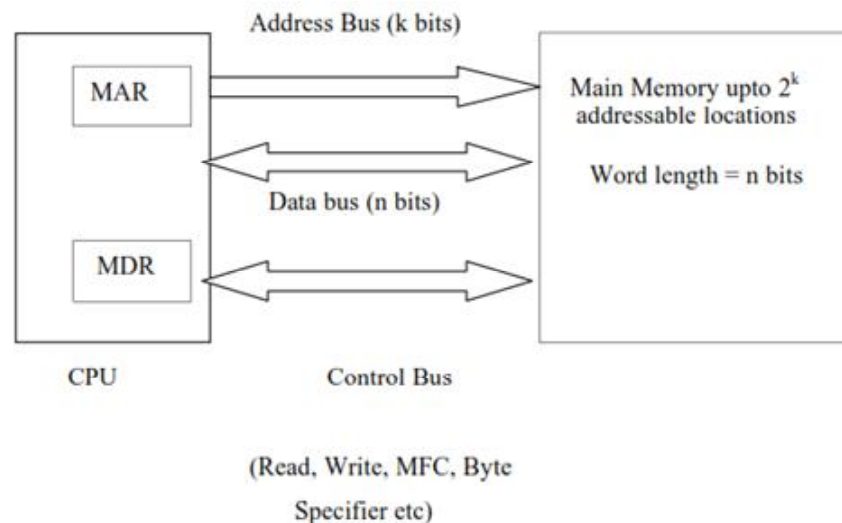 Address Bus (k bits)
MAR
Main Memory upto 2ᵏ
addressable locations
Word length = n bits
Data bus (n bits)
MDR
CPU
Control Bus
(Read, Write, MFC, Byte
Specifier etc)